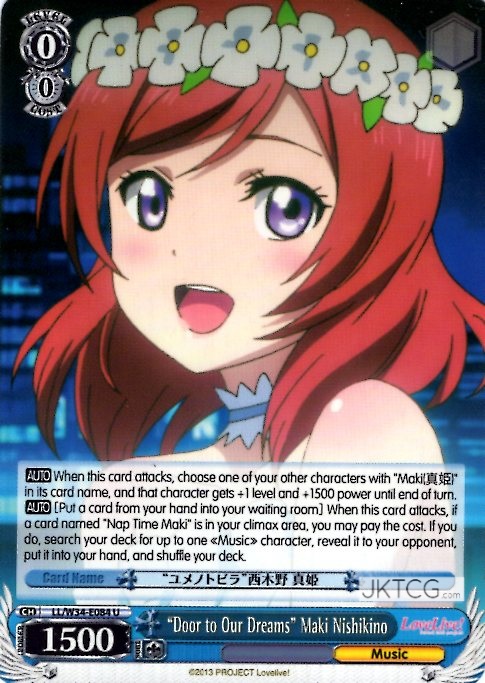 LEVEL
0
0
COST
AUTO When this card attacks, choose one of your other characters with "Maki(真姫)"
in its card name, and that character gets +1 level and +1500 power until end of turn.
AUTO [Put a card from your hand into your waiting room] When this card attacks, if
a card named "Nap Time Maki" is in your climax area, you may pay the cost. If you
do, search your deck for up to one «Music» character, reveal it to your opponent,
put it into your hand, and shuffle your deck.
Card Name
"ユメノトビラ"西木野 真姫
JKTCG.com
CH LL/W34-E084 U
POWER
1500
"Door to Our Dreams" Maki Nishikino
LoveLive!
Music
©2013 PROJECT Lovelive!